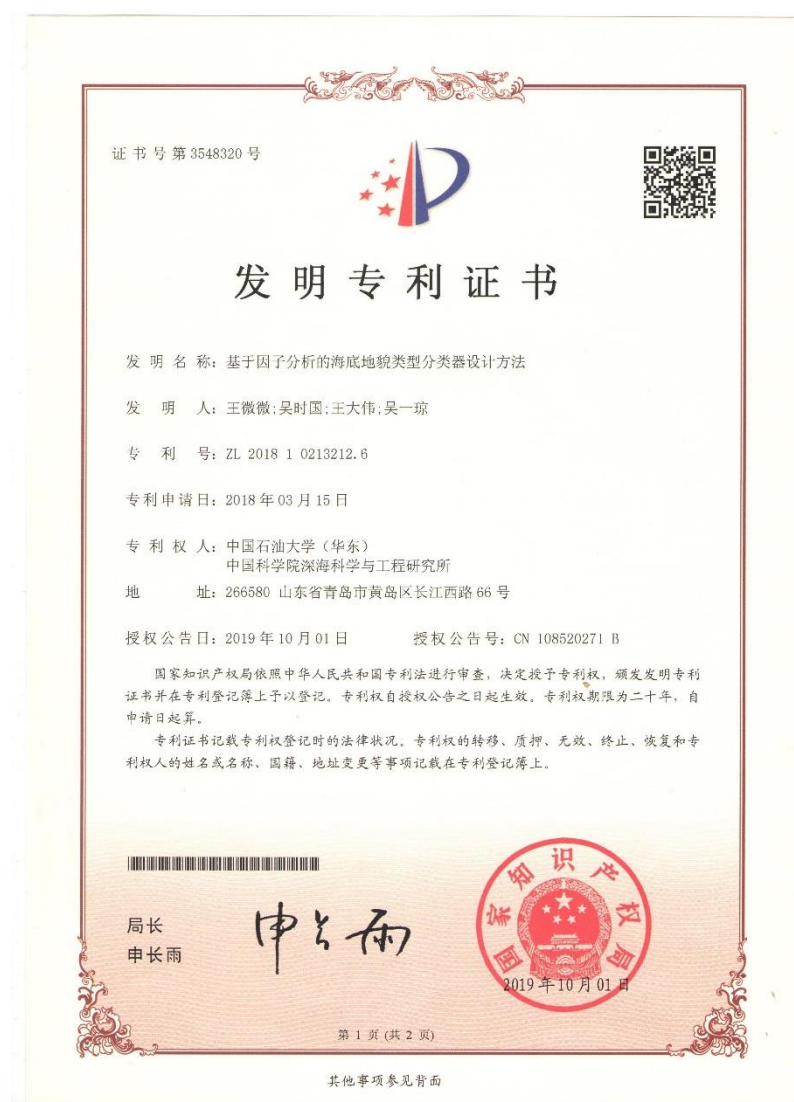 证书号第3548320号
发明专利证书
发明名称：基于因子分析的海底地貌类型分类器设计方法
发明人：王微微;吴时国;王大伟;吴一琼
专利号：ZL 2018 1 0213212.6
专利申请日：2018年03月15日
专利权人：中国石油大学（华东）
中国科学院深海科学与工程研究所
地址：266580 山东省青岛市黄岛区长江西路66号
授权公告日：2019年10月01日 授权公告号：CN 108520271 B
国家知识产权局依照中华人民共和国专利法进行审查，决定授予专利权，颁发发明专利
证书并在专利登记簿上予以登记。专利权自授权公告之日起生效。专利权期限为二十年，自
申请日起算。
专利证书记载专利权登记时的法律状况。专利权的转移、质押、无效、终止、恢复和专
利权人的姓名或名称、国籍、地址变更等事项记载在专利登记簿上。
局长
申长雨
申长雨
国家知识产权局
2019年10月01日
第 1 页 (共 2 页)
其他事项参见背面